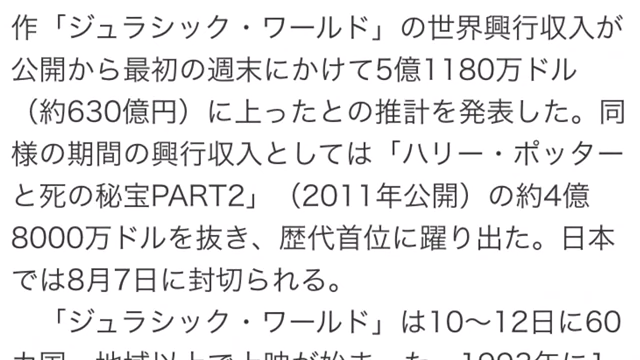 作「ジュラシック・ワールド」の世界興行収入が
公開から最初の週末にかけて5億1180万ドル
（約630億円）に上ったとの推計を発表した。同
様の期間の興行収入としては「ハリー・ポッター
と死の秘宝PART2」（2011年公開）の約4億
8000万ドルを抜き、歴代首位に躍り出た。日本
では8月7日に封切られる。
「ジュラシック・ワールド」は10〜12日に60